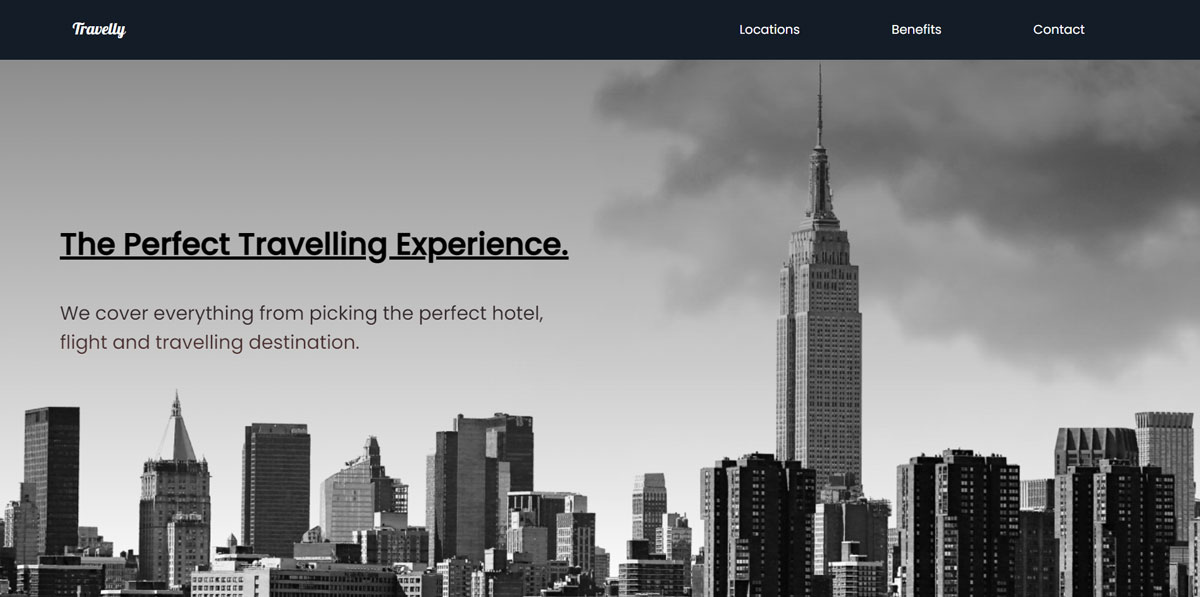 Travelly
Locations
Benefits
Contact
The Perfect Travelling Experience.
We cover everything from picking the perfect hotel,
flight and travelling destination.